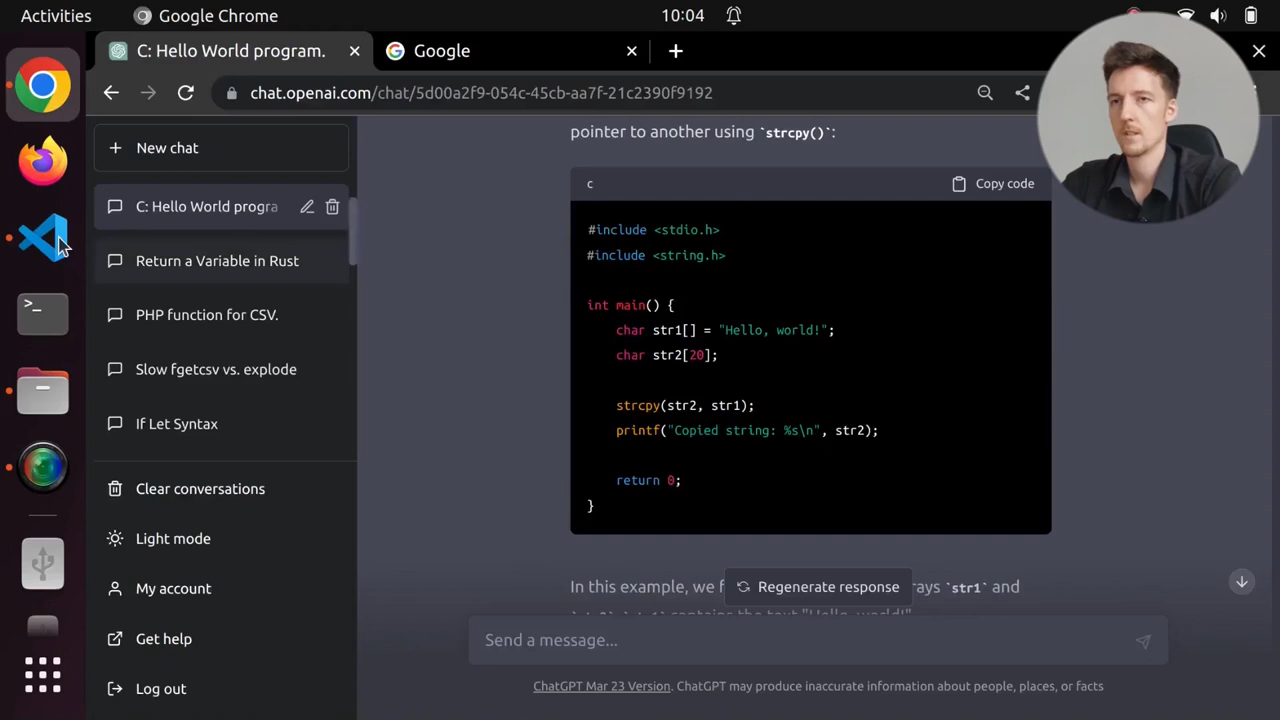 Activities
Google Chrome
10:04
C: Hello World program.
Google
chat.openai.com/chat/5d00a2f9-054c-45cb-aa7f-21c2390f9192
New chat
C: Hello World progra
Return a Variable in Rust
PHP function for CSV.
Slow fgetcsv vs. explode
If Let Syntax
Clear conversations
Light mode
My account
Get help
Log out
pointer to another using `strcpy()`:
c
Copy code
#include <stdio.h>
#include <string.h>
int main() {
char str1[] = "Hello, world!";
char str2[20];
strcpy(str2, str1);
printf("Copied string: %s\n", str2);
return 0;
}
In this example, we f
rays `str1` and
Regenerate response
contains the text "Hello, world!"
Send a message...
ChatGPT Mar 23 Version. ChatGPT may produce inaccurate information about people, places, or facts